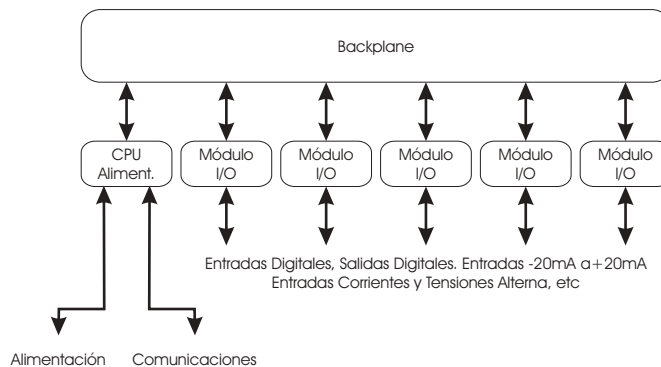 Backplane
CPU
Aliment.
Módulo
I/O
Módulo
I/O
Módulo
I/O
Módulo
I/O
Módulo
I/O
Entradas Digitales, Salidas Digitales. Entradas -20mA a+20mA
Entradas Corrientes y Tensiones Alterna, etc
Alimentación
Comunicaciones